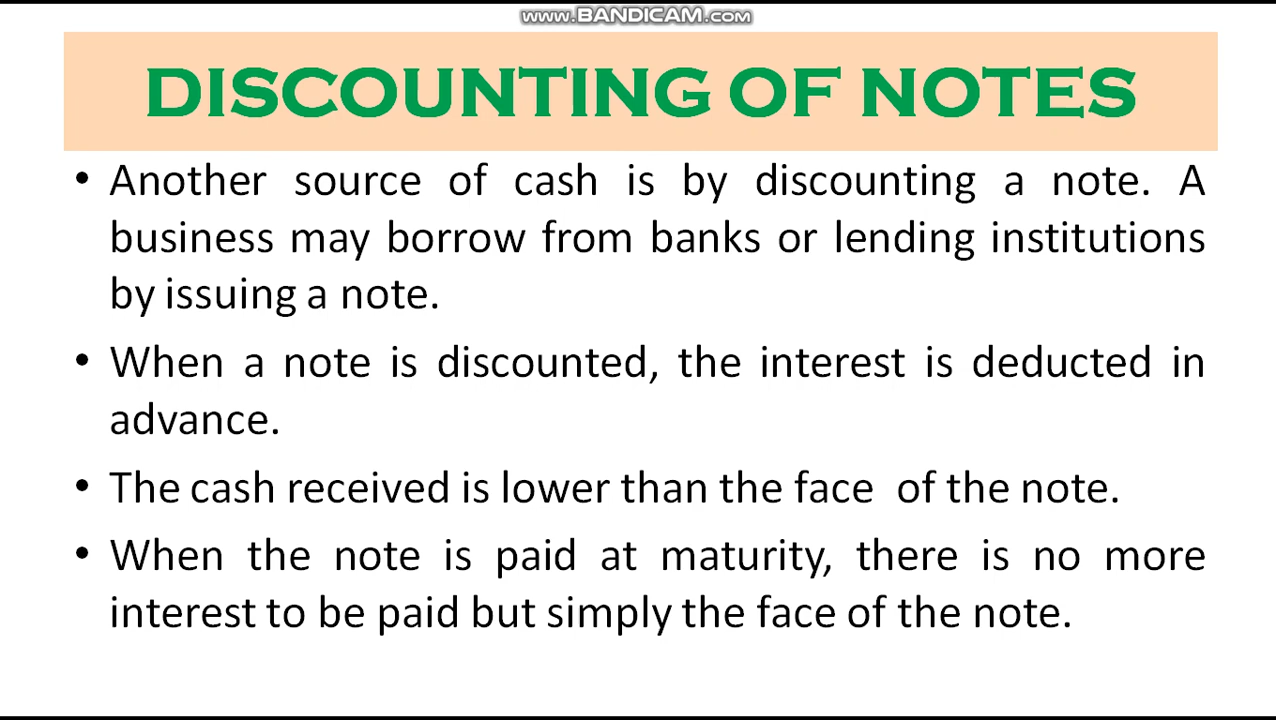 www.BANDICAM.com
DISCOUNTING OF NOTES
• Another source of cash is by discounting a note. A
business may borrow from banks or lending institutions
by issuing a note.
• When a note is discounted, the interest is deducted in
advance.
• The cash received is lower than the face  of the note.
• When the note is paid at maturity, there is no more
interest to be paid but simply the face of the note.